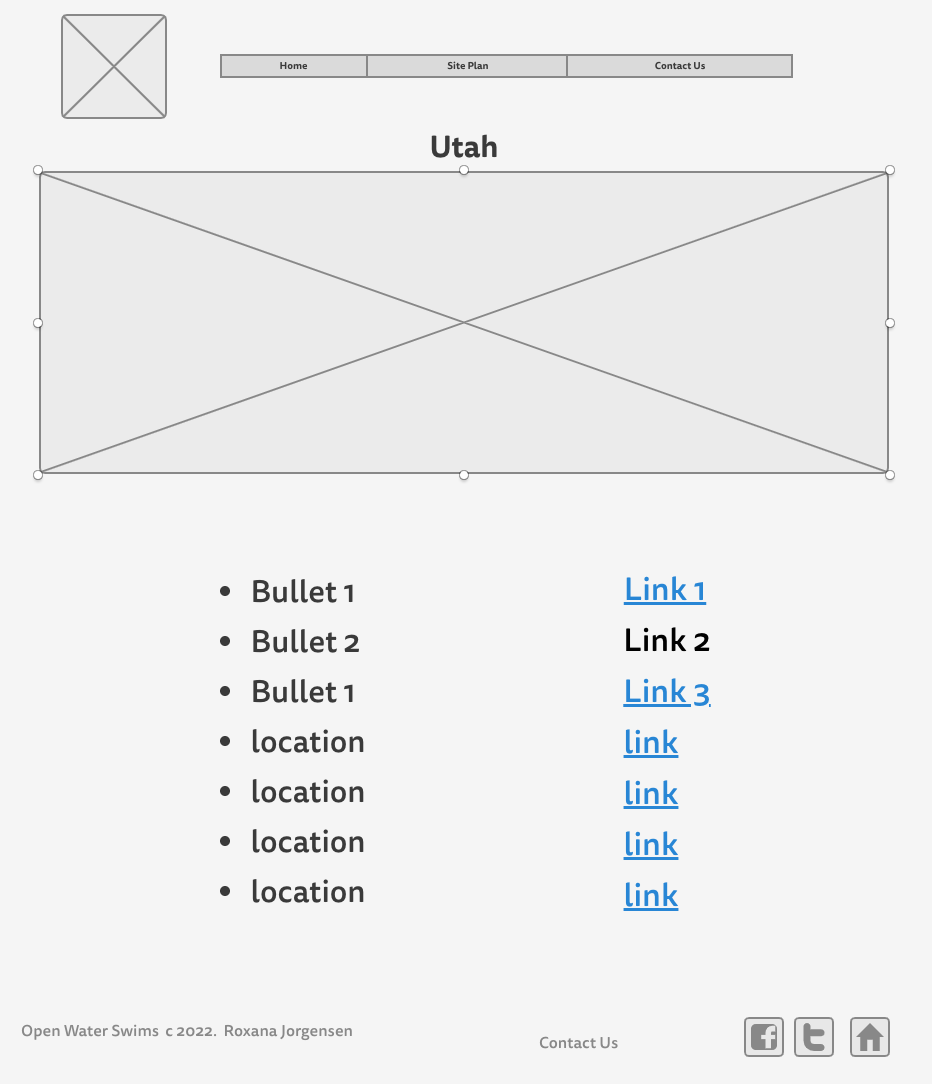 Home Site Plan Contact Us
Utah
Bullet 1 Link 1
Bullet 2 Link 2
Bullet 1 Link 3
location link
location link
location link
location link
Open Water Swims c 2022. Roxana Jorgensen
Contact Us